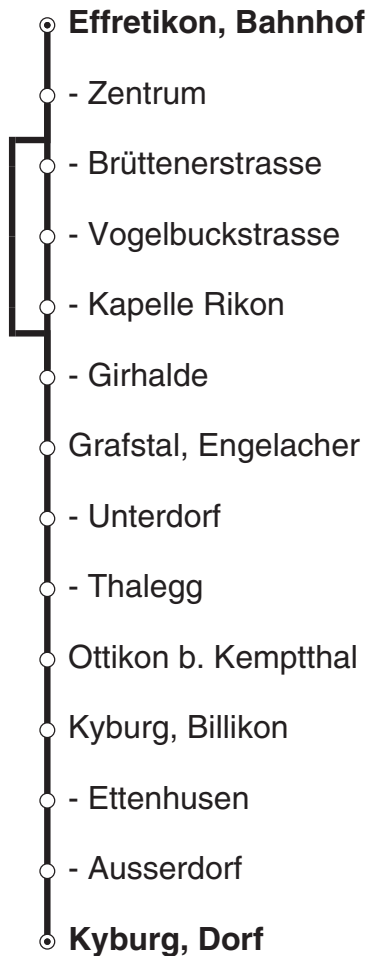 Effretikon, Bahnhof
- Zentrum
- Brüttenerstrasse
- Vogelbuckstrasse
- Kapelle Rikon
- Girhalde
Grafstal, Engelacher
- Unterdorf
- Thalegg
Ottikon b. Kemptthal
Kyburg, Billikon
- Ettenhusen
- Ausserdorf
Kyburg, Dorf